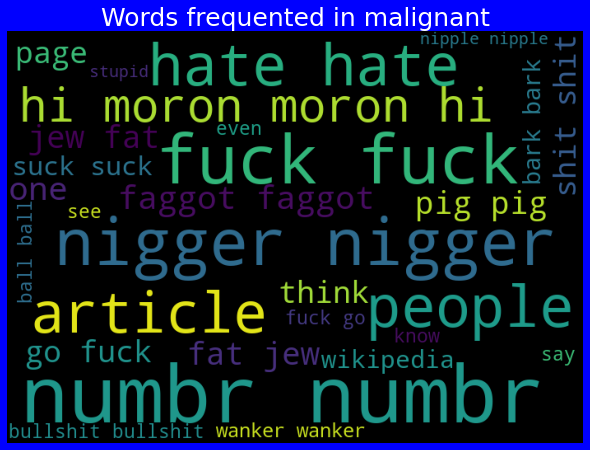 Words frequented in malignant
page
stupid
hate hate
nipple nipple
hi moron moron hi
bark bark
shit shit
jew fat
even
fuck fuck
suck suck
one
faggot faggot
see
pig pig
ball ball
nigger nigger
think
article
people
fuck go
know
go fuck
fat jew
wikipedia
say
numbr numbr
bullshit bullshit
wanker wanker